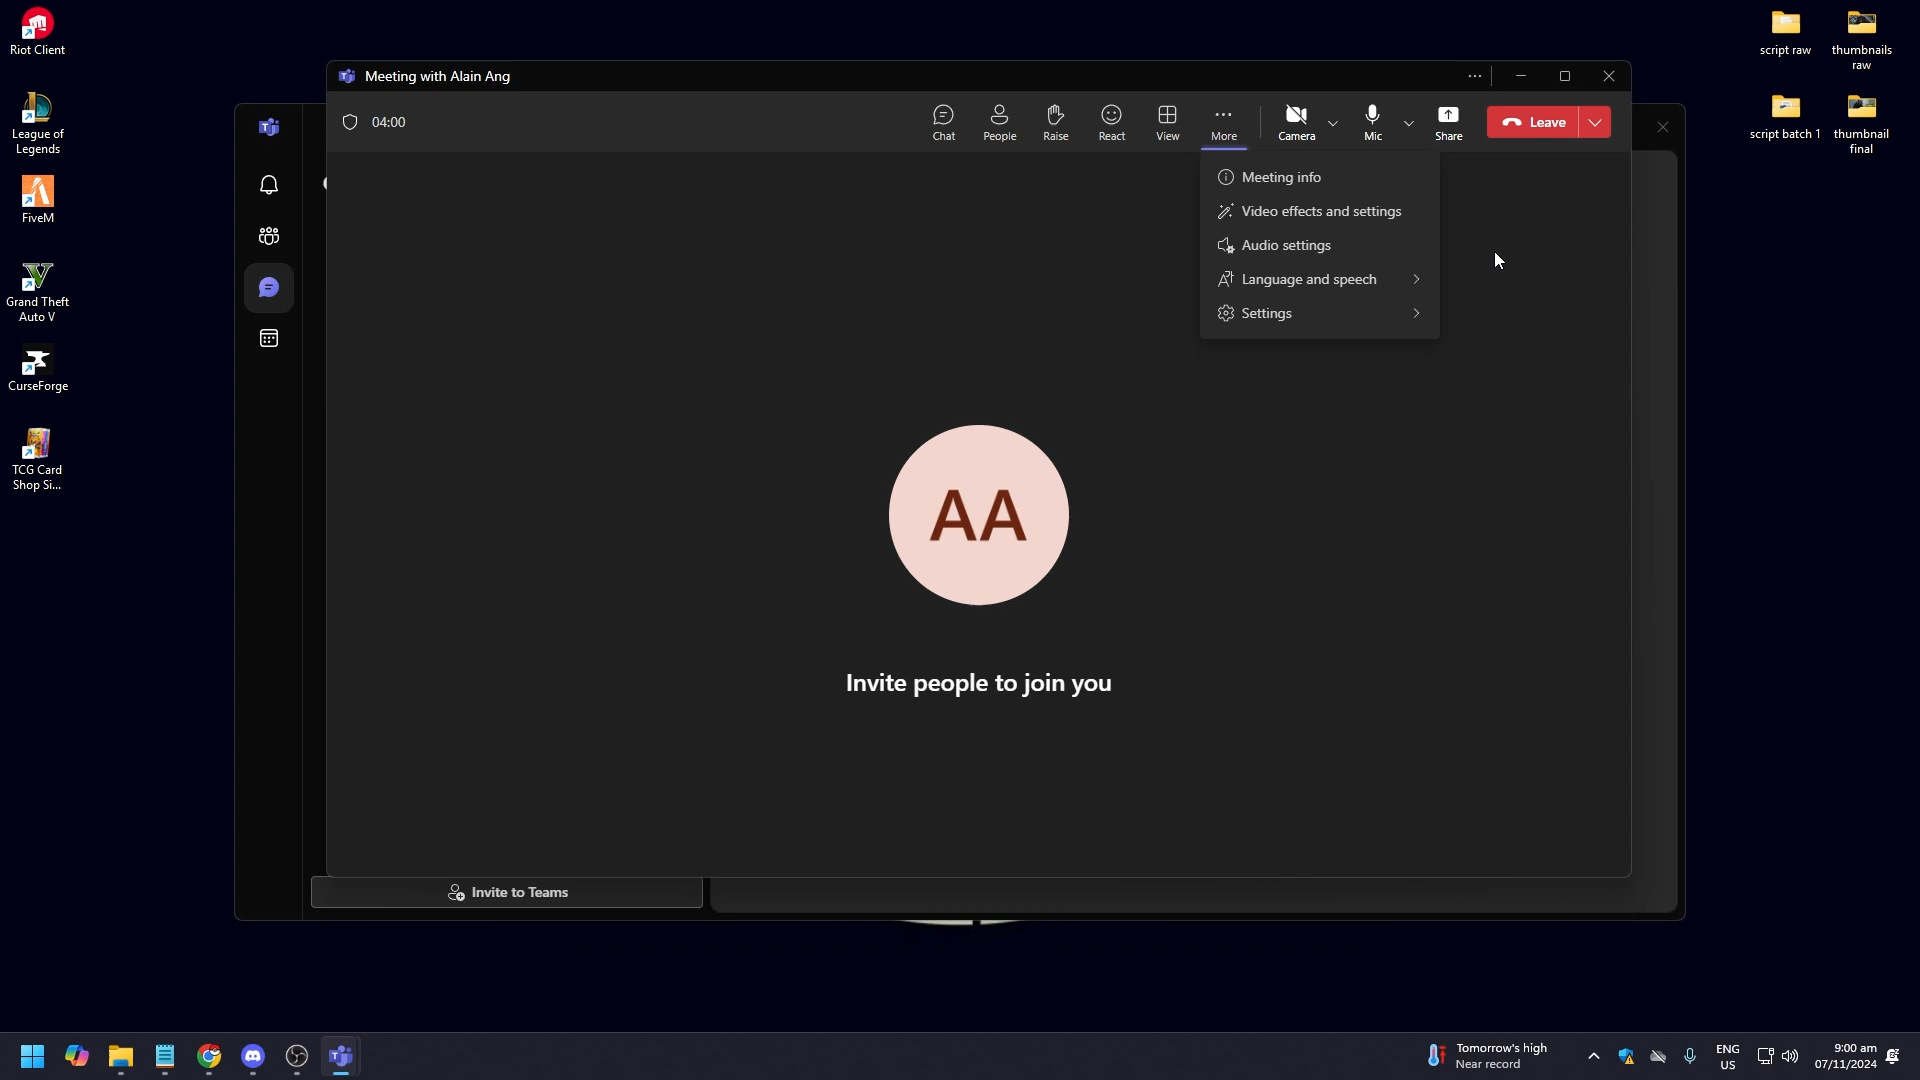 Riot Client
League of
Legends
FiveM
Grand Theft
Auto V
CurseForge
TCG Card
Shop Si...
script raw
thumbnails
raw
script batch 1
thumbnail
final
Meeting with Alain Ang
04:00
Chat
People
Raise
React
View
More
Camera
Mic
Share
Leave
Meeting info
Video effects and settings
Audio settings
Language and speech
Settings
AA
Invite people to join you
Invite to Teams
Tomorrow's high
Near record
ENG
US
9:00 am
07/11/2024